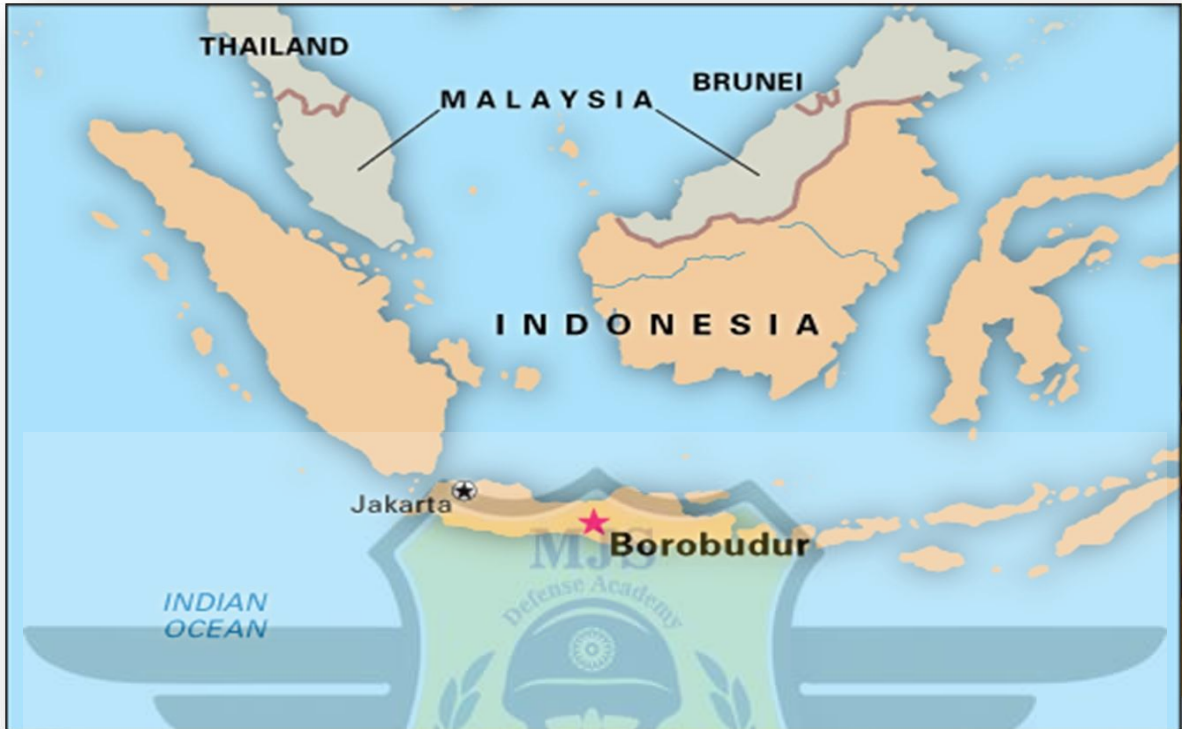 THAILAND
MALAYSIA
BRUNEI
INDONESIA
Jakarta
MJS
Borobudur
Defense Academy
INDIAN
OCEAN